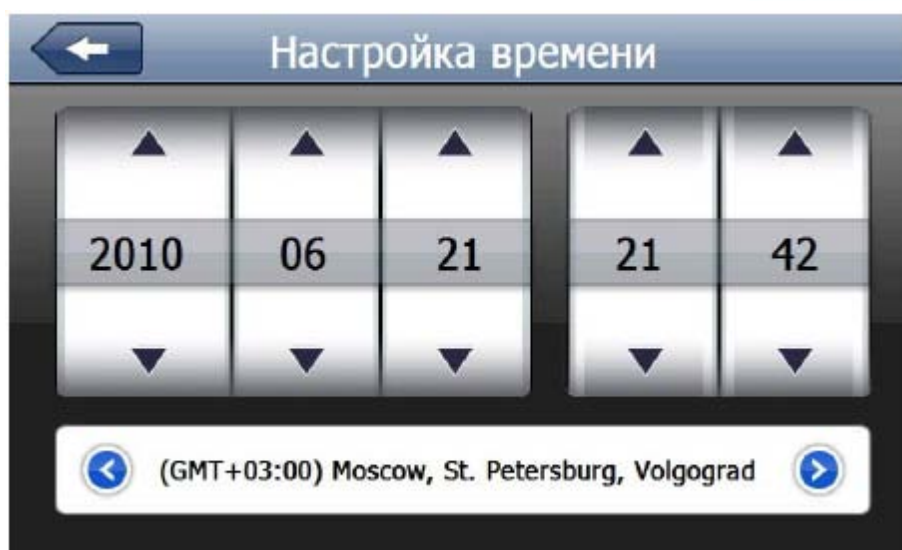 Настройка времени
2010 06 21 21 42
(GMT+03:00) Moscow, St. Petersburg, Volgograd